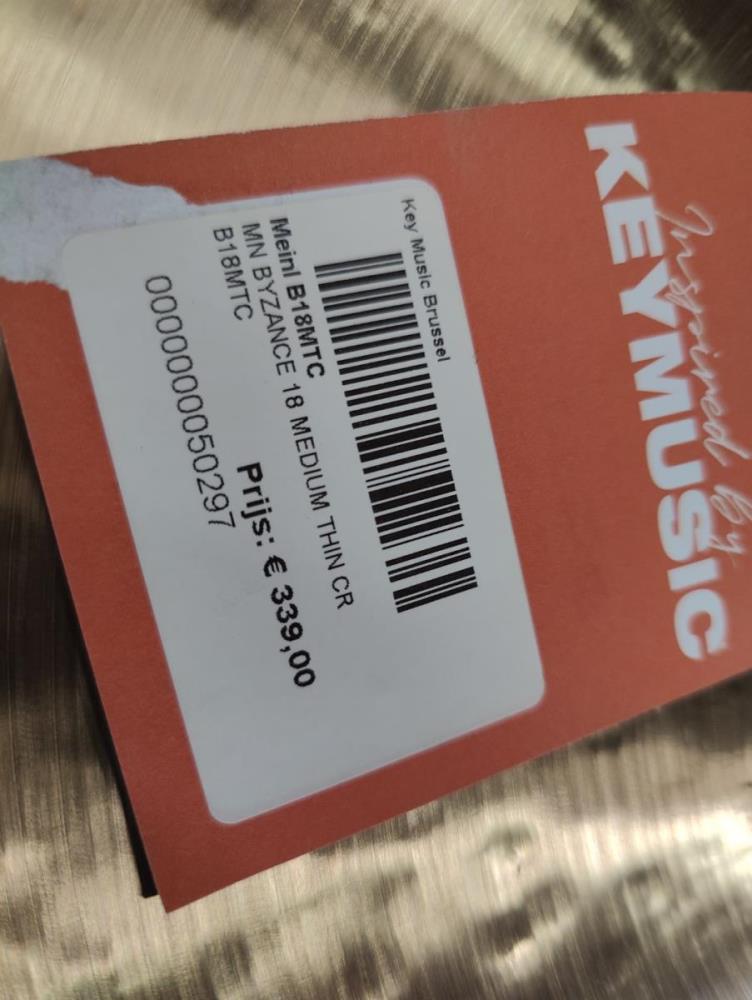 Inspired by
KEYMUSIC
Key Music Brussel
Meinl B18MTC
MN BYZANCE 18 MEDIUM THIN CR
B18MTC
Prijs: € 339,00
0000000050297